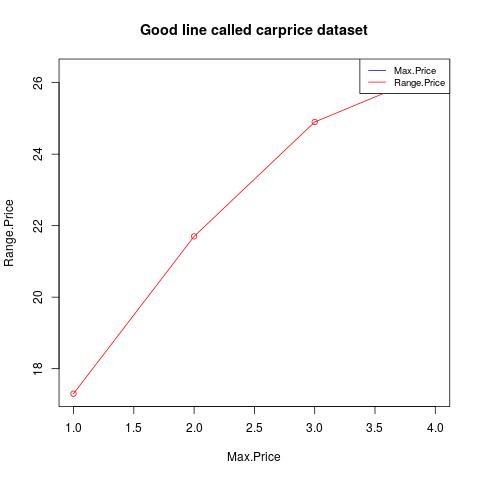 Good line called carprice dataset
Max.Price
Range.Price
26
24
22
20
18
Range.Price
1.0 1.5 2.0 2.5 3.0 3.5 4.0
Max.Price